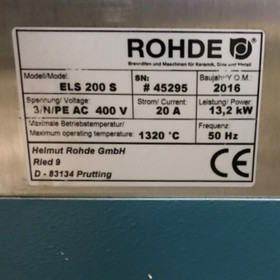 ROHDE
Brennöfen und Maschinen für Keramik, Glas und Metall
Modell/Model: SN: Baujahr/Y.O.M.
ELS 200 S # 45295 2016
Spannung/ Voltage: Strom/ Current: Leistung/ Power
3/N/PE AC 400 V 20 A 13,2 kW
Maximale Betriebstemperatur/ Frequenz:
Maximum operating temperature: 1320 °C 50 Hz
Helmut Rohde GmbH
Ried 9
D - 83134 Prutting
CE